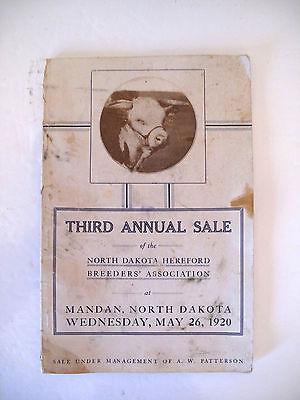 THIRD ANNUAL SALE
of the
NORTH DAKOTA HEREFORD
BREEDERS' ASSOCIATION
at
MANDAN, NORTH DAKOTA
WEDNESDAY, MAY 26, 1920
SALE UNDER MANAGEMENT OF A. W. PATTERSON